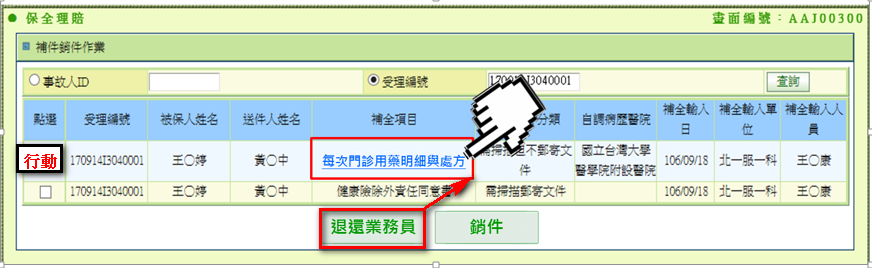 保全理賠
畫面編號：AAJ00300
補件銷件作業
事故人ID
受理編號
170914I3040001
查詢
點選 受理編號 被保人姓名 送件人姓名 補全項目 分類 自調病歷醫院 補全輸入日 補全輸入單位 補全輸入人員
行動 170914I3040001 王〇婷 黃〇中 每次門診用藥明細與處方 需掃描且不郵寄文件 國立台灣大學醫學院附設醫院 106/09/18 北一服一科 王〇康
170914I3040001 王〇婷 黃〇中 健康險除外責任同意書 需掃描郵寄文件 106/09/18 北一服一科 王〇康
退還業務員
銷件